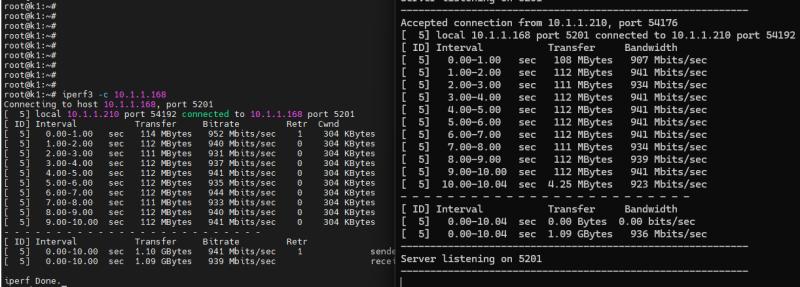 root@k1:~#
root@k1:~#
root@k1:~#
root@k1:~#
root@k1:~#
root@k1:~#
root@k1:~#
root@k1:~#
root@k1:~#
root@k1:~# iperf3 -c 10.1.1.168
Connecting to host 10.1.1.168, port 5201
[  5] local 10.1.1.210 port 54192 connected to 10.1.1.168 port 5201
[ ID] Interval           Transfer     Bitrate         Retr  Cwnd
[  5]   0.00-1.00   sec   114 MBytes   952 Mbits/sec    1    304 KBytes
[  5]   1.00-2.00   sec   112 MBytes   940 Mbits/sec    0    304 KBytes
[  5]   2.00-3.00   sec   111 MBytes   931 Mbits/sec    0    304 KBytes
[  5]   3.00-4.00   sec   112 MBytes   937 Mbits/sec    0    304 KBytes
[  5]   4.00-5.00   sec   112 MBytes   941 Mbits/sec    0    304 KBytes
[  5]   5.00-6.00   sec   112 MBytes   935 Mbits/sec    0    304 KBytes
[  5]   6.00-7.00   sec   112 MBytes   944 Mbits/sec    0    304 KBytes
[  5]   7.00-8.00   sec   111 MBytes   933 Mbits/sec    0    304 KBytes
[  5]   8.00-9.00   sec   112 MBytes   940 Mbits/sec    0    304 KBytes
[  5]   9.00-10.00  sec   112 MBytes   941 Mbits/sec    0    304 KBytes
- - - - - - - - - - - - - - - - - - - - - - - - -
[ ID] Interval           Transfer     Bitrate         Retr
[  5]   0.00-10.00  sec  1.10 GBytes   941 Mbits/sec    1             sende
[  5]   0.00-10.00  sec  1.09 GBytes   939 Mbits/sec                  recei
iperf Done.
Server listening on 5201
-----------------------------------------------------------
Accepted connection from 10.1.1.210, port 54176
[  5] local 10.1.1.168 port 5201 connected to 10.1.1.210 port 54192
[ ID] Interval           Transfer     Bandwidth
[  5]   0.00-1.00   sec   108 MBytes   907 Mbits/sec
[  5]   1.00-2.00   sec   112 MBytes   941 Mbits/sec
[  5]   2.00-3.00   sec   111 MBytes   934 Mbits/sec
[  5]   3.00-4.00   sec   112 MBytes   941 Mbits/sec
[  5]   4.00-5.00   sec   112 MBytes   941 Mbits/sec
[  5]   5.00-6.00   sec   112 MBytes   941 Mbits/sec
[  5]   6.00-7.00   sec   112 MBytes   941 Mbits/sec
[  5]   7.00-8.00   sec   111 MBytes   934 Mbits/sec
[  5]   8.00-9.00   sec   112 MBytes   939 Mbits/sec
[  5]   9.00-10.00  sec   112 MBytes   941 Mbits/sec
[  5]  10.00-10.04  sec  4.25 MBytes   923 Mbits/sec
- - - - - - - - - - - - - - - - - - - - - - - - -
[ ID] Interval           Transfer     Bandwidth
[  5]   0.00-10.04  sec  0.00 Bytes  0.00 bits/sec
[  5]   0.00-10.04  sec  1.09 GBytes   936 Mbits/sec
-----------------------------------------------------------
Server listening on 5201
-----------------------------------------------------------